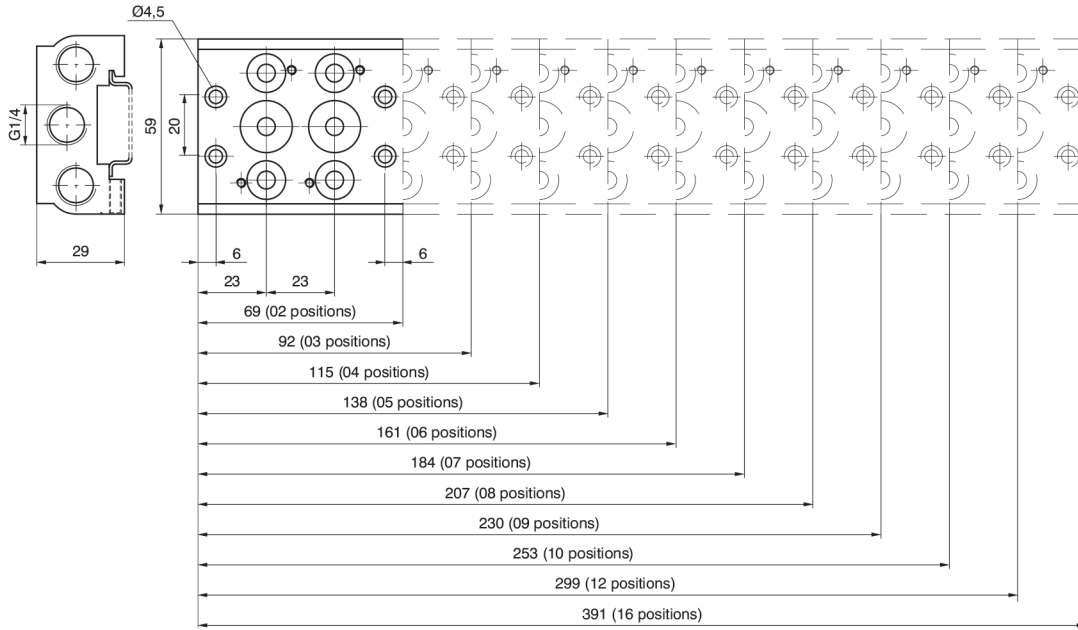 Ø4,5
G1/4
59
20
29
6
6
23
23
69 (02 positions)
92 (03 positions)
115 (04 positions)
138 (05 positions)
161 (06 positions)
184 (07 positions)
207 (08 positions)
230 (09 positions)
253 (10 positions)
299 (12 positions)
391 (16 positions)